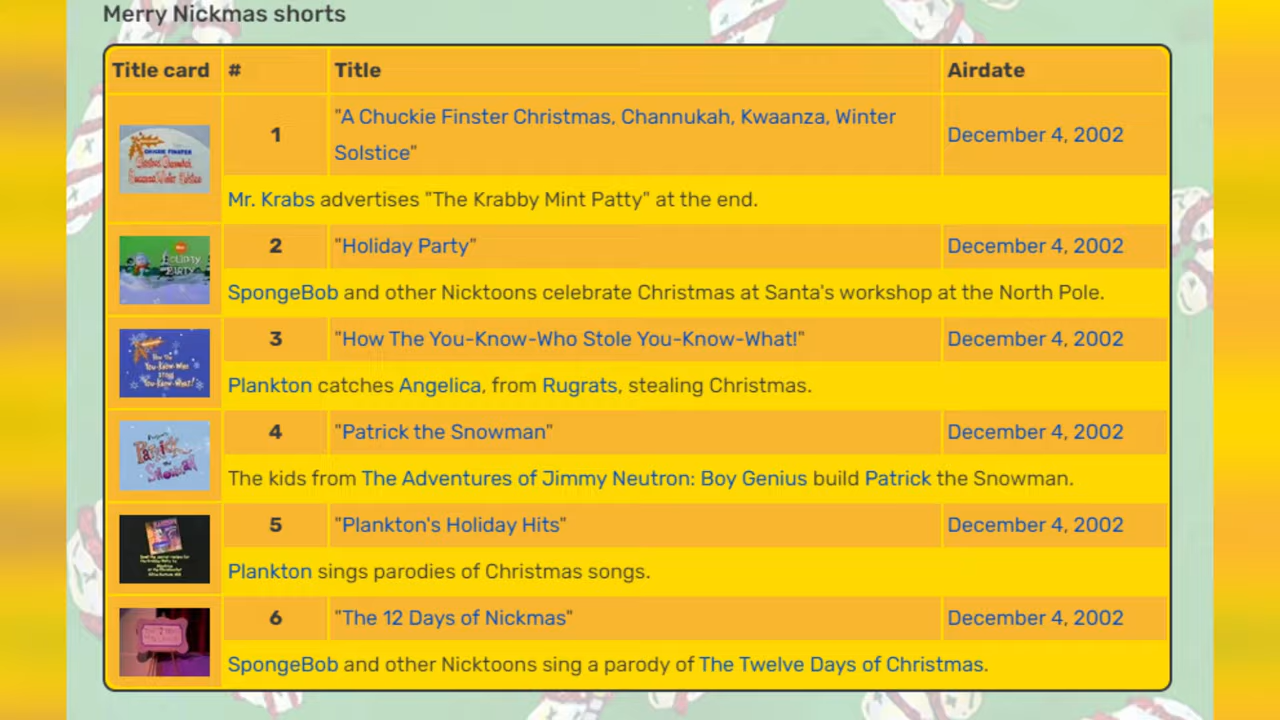 Merry Nickmas shorts
Title card # Title Airdate
1 "A Chuckie Finster Christmas, Channukah, Kwaanza, Winter
Solstice" December 4, 2002
Mr. Krabs advertises "The Krabby Mint Patty" at the end.
2 "Holiday Party" December 4, 2002
SpongeBob and other Nicktoons celebrate Christmas at Santa's workshop at the North Pole.
3 "How The You-Know-Who Stole You-Know-What!" December 4, 2002
Plankton catches Angelica, from Rugrats, stealing Christmas.
4 "Patrick the Snowman" December 4, 2002
The kids from The Adventures of Jimmy Neutron: Boy Genius build Patrick the Snowman.
5 "Plankton's Holiday Hits" December 4, 2002
Plankton sings parodies of Christmas songs.
6 "The 12 Days of Nickmas" December 4, 2002
SpongeBob and other Nicktoons sing a parody of The Twelve Days of Christmas.